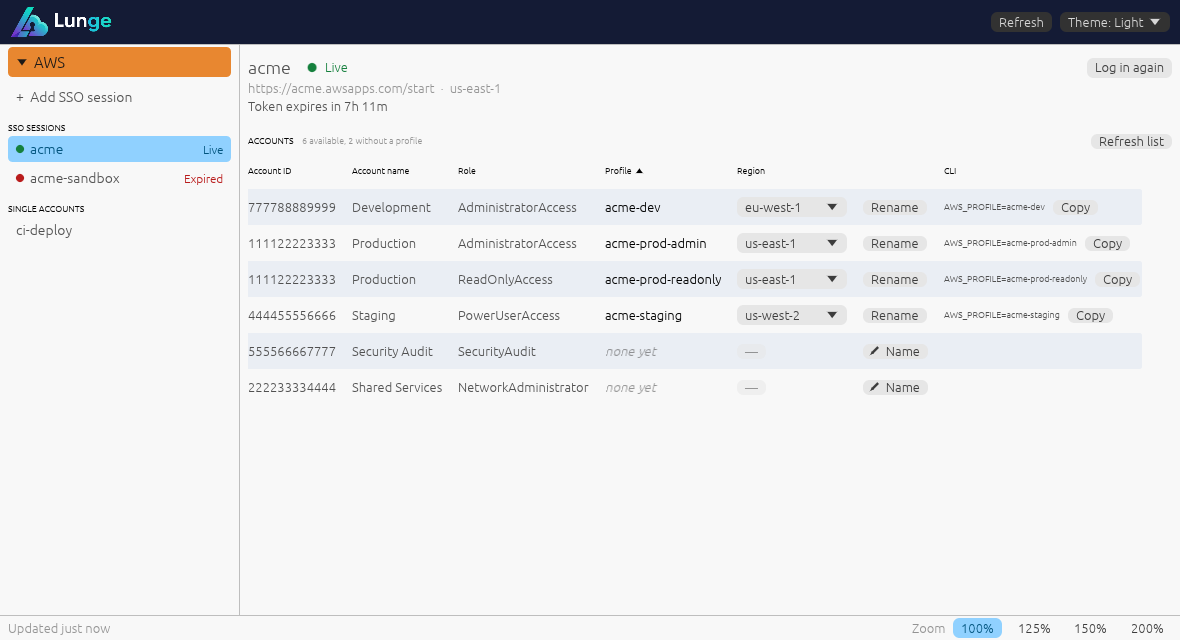 Lunge
Refresh
Theme: Light
AWS
+ Add SSO session
SSO SESSIONS
acme Live
acme-sandbox Expired
SINGLE ACCOUNTS
ci-deploy
acme Live
Log in again
https://acme.awsapps.com/start · us-east-1
Token expires in 7h 11m
ACCOUNTS 6 available, 2 without a profile
Refresh list
Account ID Account name Role Profile Region CLI
777788889999 Development AdministratorAccess acme-dev eu-west-1 Rename AWS_PROFILE=acme-dev Copy
111122223333 Production AdministratorAccess acme-prod-admin us-east-1 Rename AWS_PROFILE=acme-prod-admin Copy
111122223333 Production ReadOnlyAccess acme-prod-readonly us-east-1 Rename AWS_PROFILE=acme-prod-readonly Copy
444455556666 Staging PowerUserAccess acme-staging us-west-2 Rename AWS_PROFILE=acme-staging Copy
555566667777 Security Audit SecurityAudit none yet — Name
222233334444 Shared Services NetworkAdministrator none yet — Name
Updated just now
Zoom 100% 125% 150% 200%